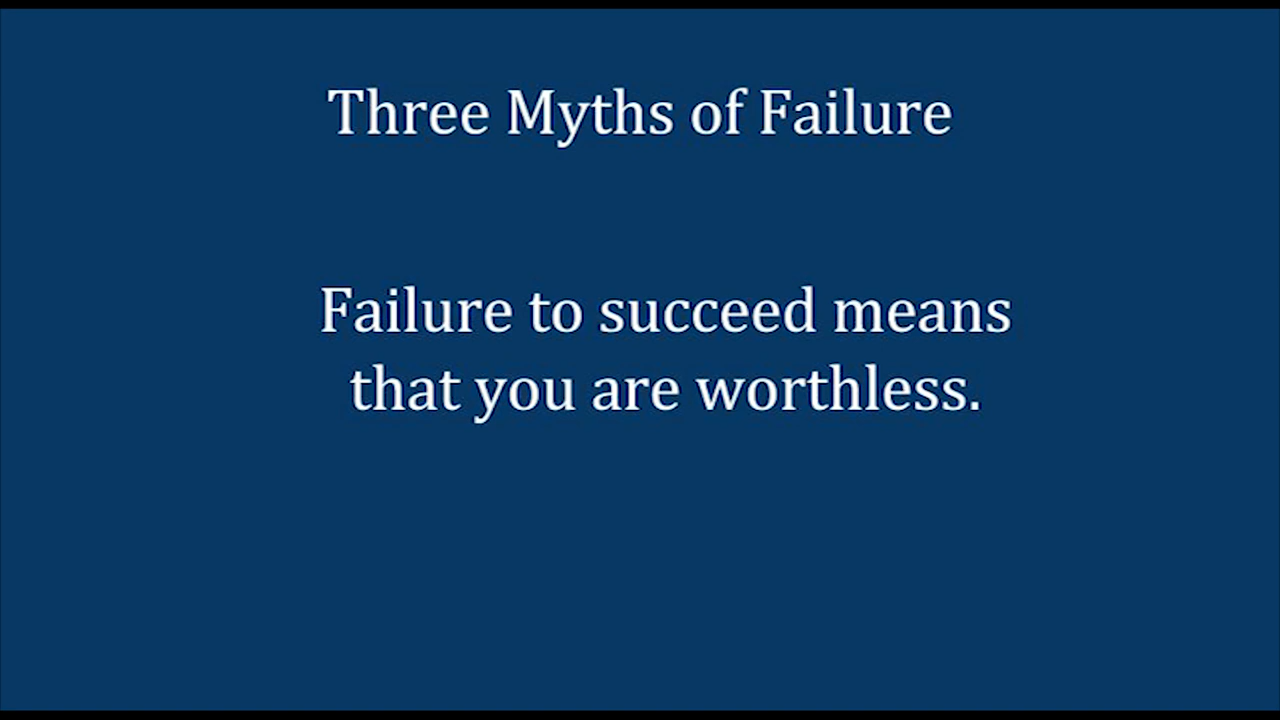 Three Myths of Failure
Failure to succeed means
that you are worthless.